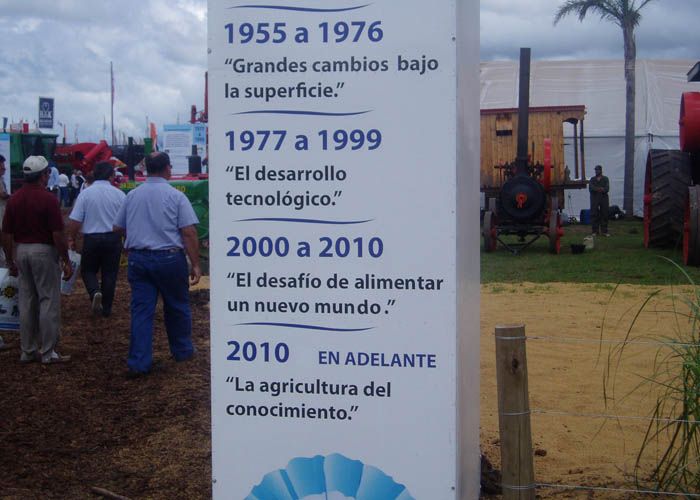 1955 a 1976
“Grandes cambios bajo
la superficie.”
1977 a 1999
“El desarrollo
tecnológico.”
2000 a 2010
“El desafío de alimentar
un nuevo mundo.”
2010 EN ADELANTE
“La agricultura del
conocimiento.”